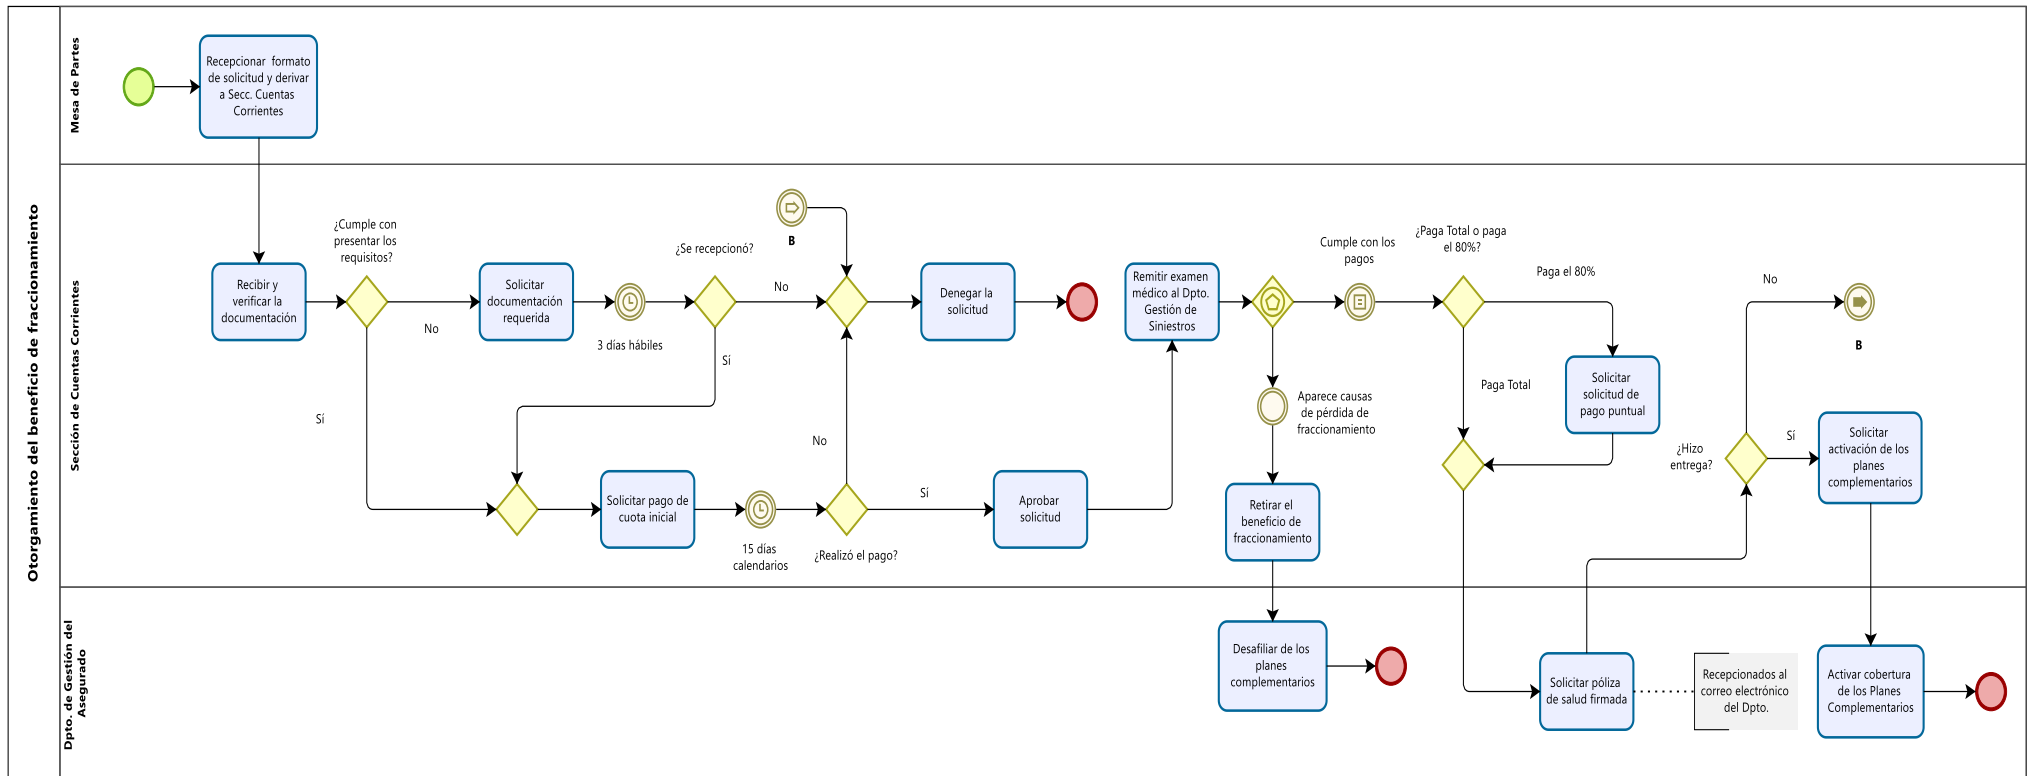 Otorgamiento del beneficio de fraccionamiento
Mesa de Partes
Recepcionar formato
de solicitud y derivar
a Secc. Cuentas
Corrientes
Sección de Cuentas Corrientes
Recibir y
verificar la
documentación
¿Cumple con
presentar los
requisitos?
No
Sí
Solicitar
documentación
requerida
3 días hábiles
¿Se recepcionó?
No
Sí
B
Denegar la
solicitud
Solicitar pago de
cuota inicial
15 días
calendarios
¿Realizó el pago?
No
Sí
Aprobar
solicitud
Remitir examen
médico al Dpto.
Gestión de
Siniestros
Cumple con los
pagos
Aparece causas
de pérdida de
fraccionamiento
Retirar el
beneficio de
fraccionamiento
¿Paga Total o paga
el 80%?
Paga el 80%
Paga Total
Solicitar
solicitud de
pago puntual
¿Hizo
entrega?
No
Sí
B
Solicitar
activación de los
planes
complementarios
Dpto. de Gestión del
Asegurado
Desafiliar de los
planes
complementarios
Solicitar póliza
de salud firmada
Recepcionados al
correo electrónico
del Dpto.
Activar cobertura
de los Planes
Complementarios